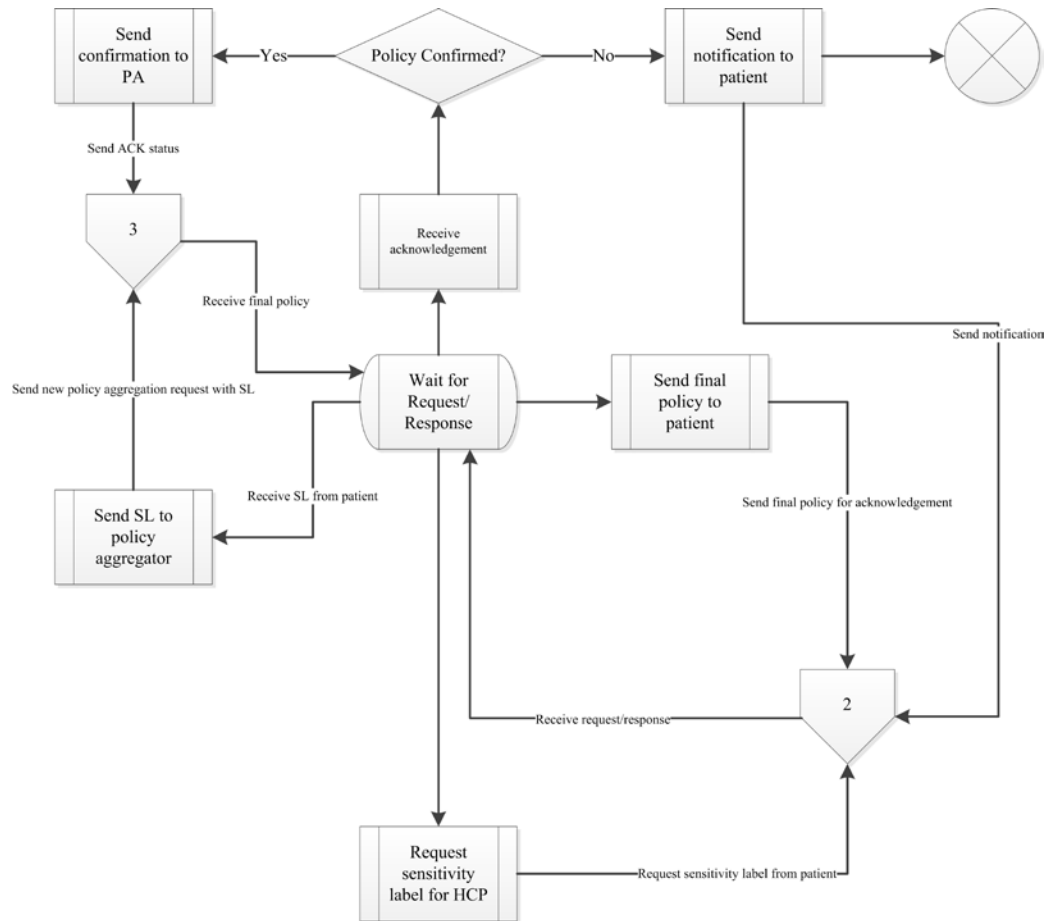 Send
confirmation to
PA
Yes
Policy Confirmed?
No
Send
notification to
patient
Send ACK status
3
Receive
acknowledgement
Receive final policy
Send notification
Send new policy aggregation request with SL
Wait for
Request/
Response
Send final
policy to
patient
Receive SL from patient
Send SL to
policy
aggregator
Send final policy for acknowledgement
2
Receive request/response
Request
sensitivity
label for HCP
Request sensitivity label from patient